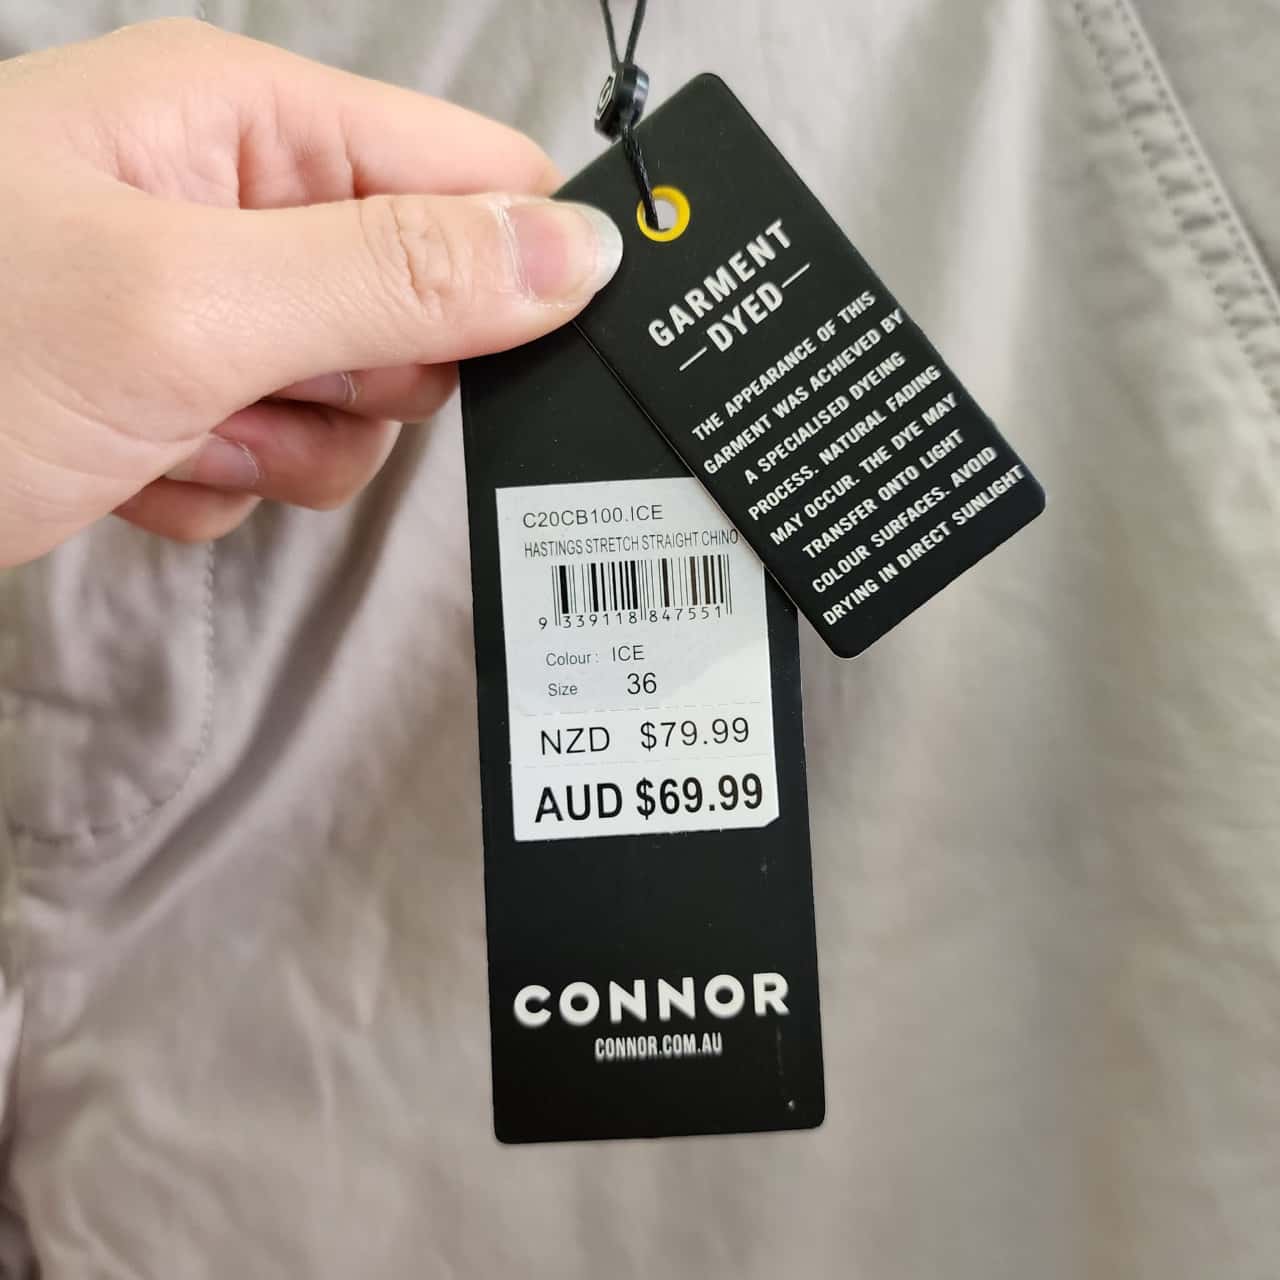 GARMENT
DYED
THE APPEARANCE OF THIS
GARMENT WAS ACHIEVED BY
A SPECIALISED DYEING
PROCESS. NATURAL FADING
MAY OCCUR. THE DYE MAY
TRANSFER ONTO LIGHT
COLOUR SURFACES. AVOID
DRYING IN DIRECT SUNLIGHT
C20CB100.ICE
HASTINGS STRETCH STRAIGHT CHINO
9 339118 847551
Colour: ICE
Size 36
NZD $79.99
AUD $69.99
CONNOR
CONNOR.COM.AU